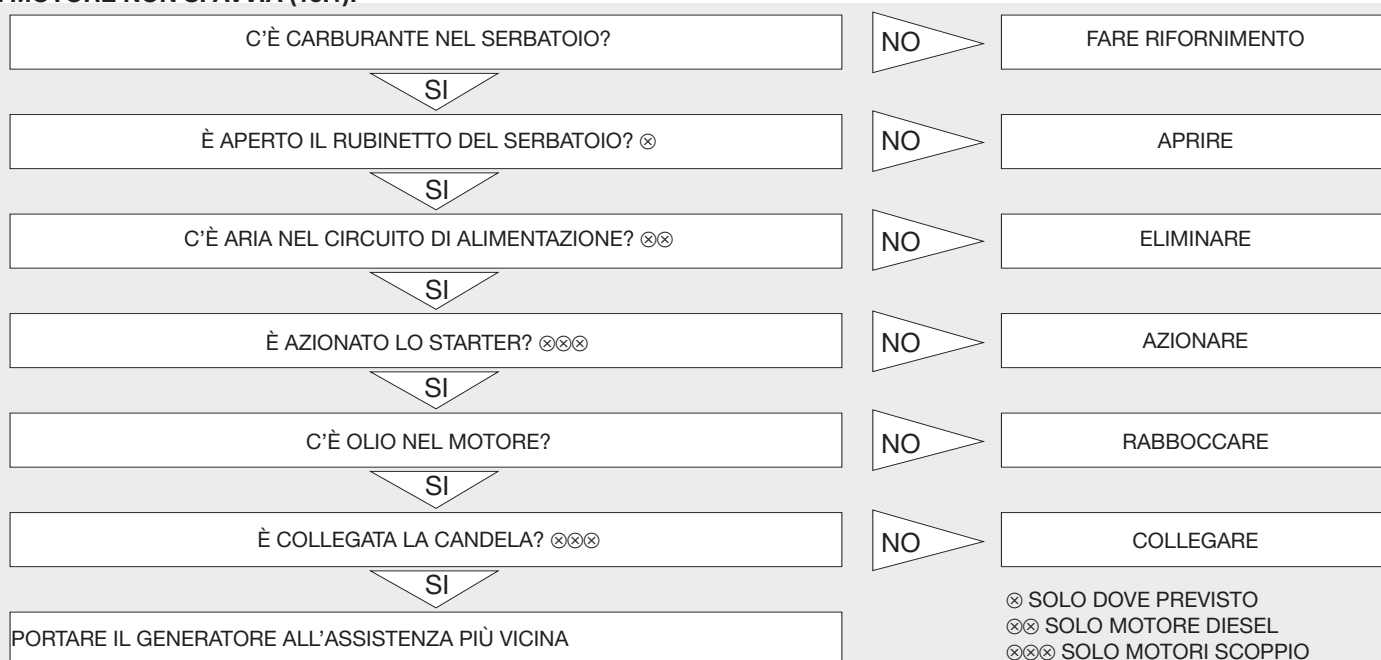 C'È CARBURANTE NEL SERBATOIO?
NO
FARE RIFORNIMENTO
SI
È APERTO IL RUBINETTO DEL SERBATOIO? ⊗
NO
APRIRE
SI
C'È ARIA NEL CIRCUITO DI ALIMENTAZIONE? ⊗⊗
NO
ELIMINARE
SI
È AZIONATO LO STARTER? ⊗⊗⊗
NO
AZIONARE
SI
C'È OLIO NEL MOTORE?
NO
RABBOCCARE
SI
È COLLEGATA LA CANDELA? ⊗⊗⊗
NO
COLLEGARE
SI
PORTARE IL GENERATORE ALL'ASSISTENZA PIÙ VICINA
⊗ SOLO DOVE PREVISTO
⊗⊗ SOLO MOTORE DIESEL
⊗⊗⊗ SOLO MOTORI SCOPPIO